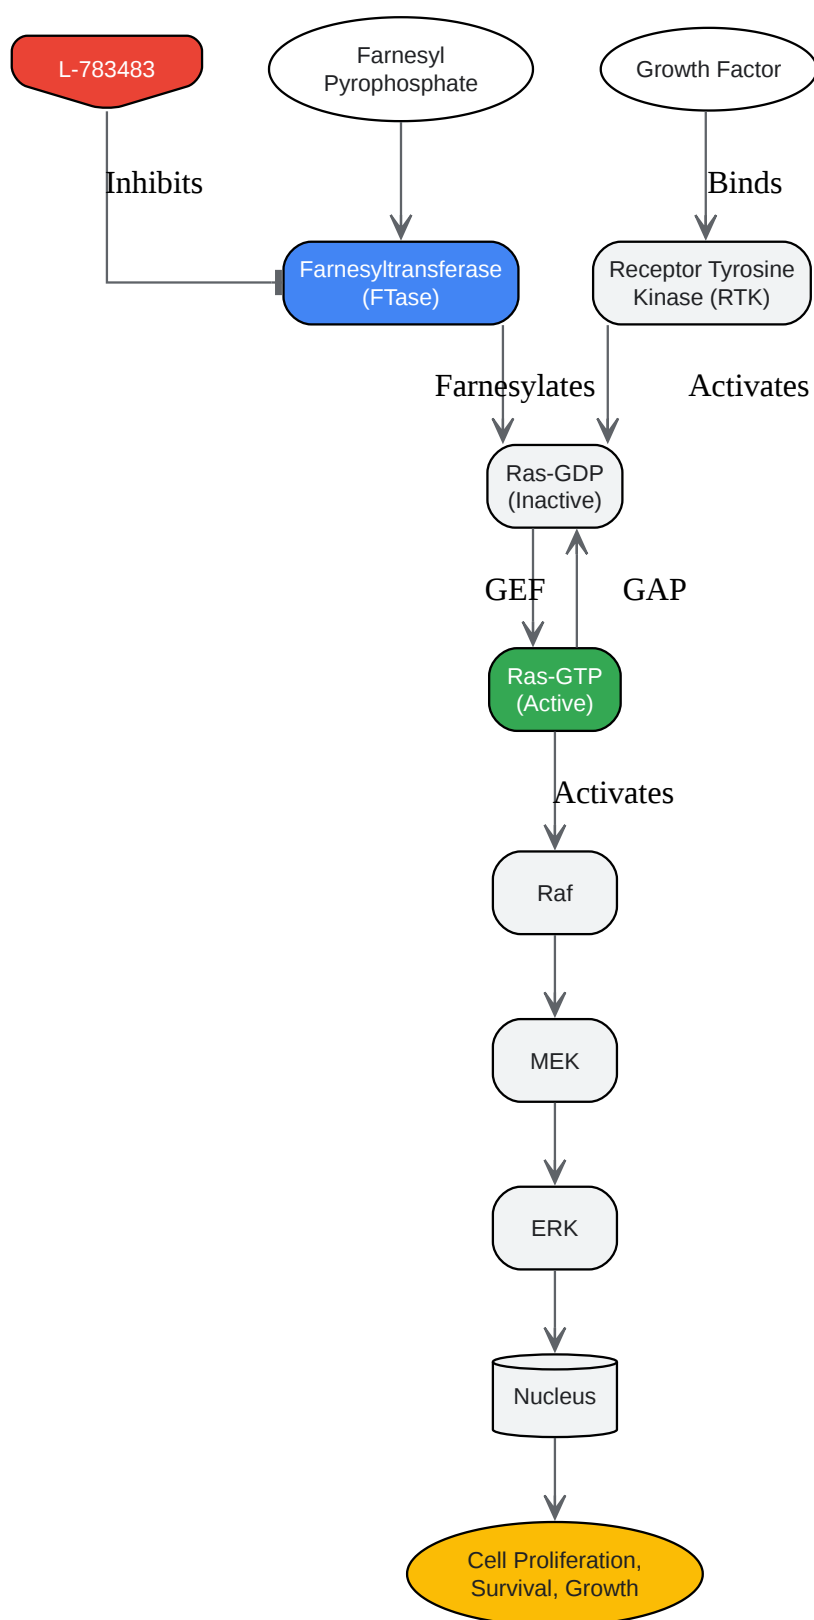 L-783483
Farnesyl
Pyrophosphate
Growth Factor
Inhibits
Binds
Farnesyltransferase
(FTase)
Receptor Tyrosine
Kinase (RTK)
Farnesylates
Activates
Ras-GDP
(Inactive)
GEF
GAP
Ras-GTP
(Active)
Activates
Raf
MEK
ERK
Nucleus
Cell Proliferation,
Survival, Growth